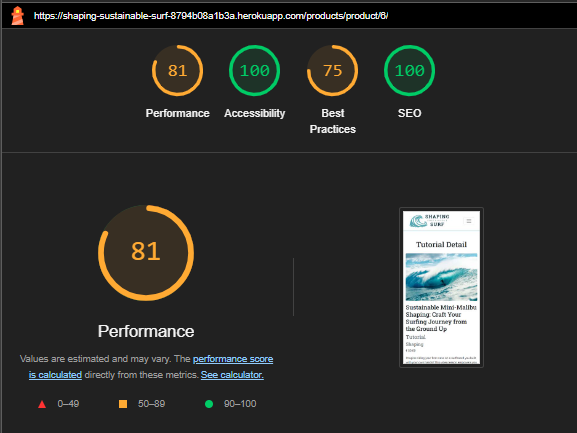 https://shaping-sustainable-surf-8794b08a1b3a.herokuapp.com/products/product/6/
81
100
75
100
Performance
Accessibility
Best
Practices
SEO
81
Performance
Values are estimated and may vary. The performance score
is calculated directly from these metrics. See calculator.
0–49
50–89
90–100
SHAPING
SURF
Tutorial Detail
Sustainable Mini-Malibu
Shaping: Craft Your
Surfing Journey from
the Ground Up
Tutorial
Shaping